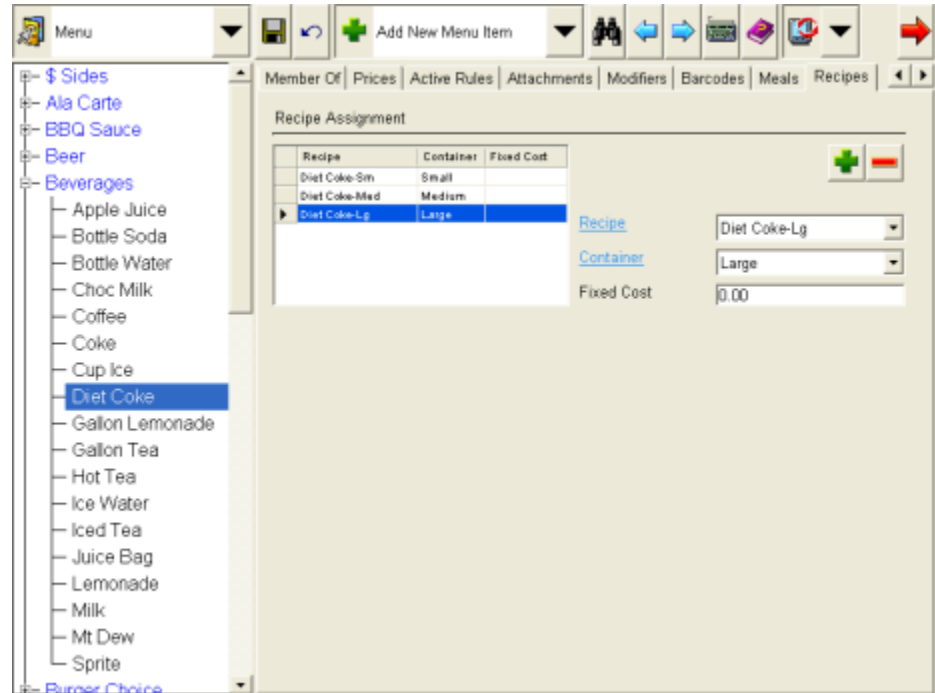 Menu
Add New Menu Item
$ Sides
Ala Carte
BBQ Sauce
Beer
Beverages
Apple Juice
Bottle Soda
Bottle Water
Choc Milk
Coffee
Coke
Cup Ice
Diet Coke
Gallon Lemonade
Gallon Tea
Hot Tea
Ice Water
Iced Tea
Juice Bag
Lemonade
Milk
Mt Dew
Sprite
Burger Choice
Member Of Prices Active Rules Attachments Modifiers Barcodes Meals Recipes
Recipe Assignment
Recipe Container Fixed Cost
Diet Coke-Sm Small
Diet Coke-Med Medium
Diet Coke-Lg Large
Recipe Diet Coke-Lg
Container Large
Fixed Cost 0.00